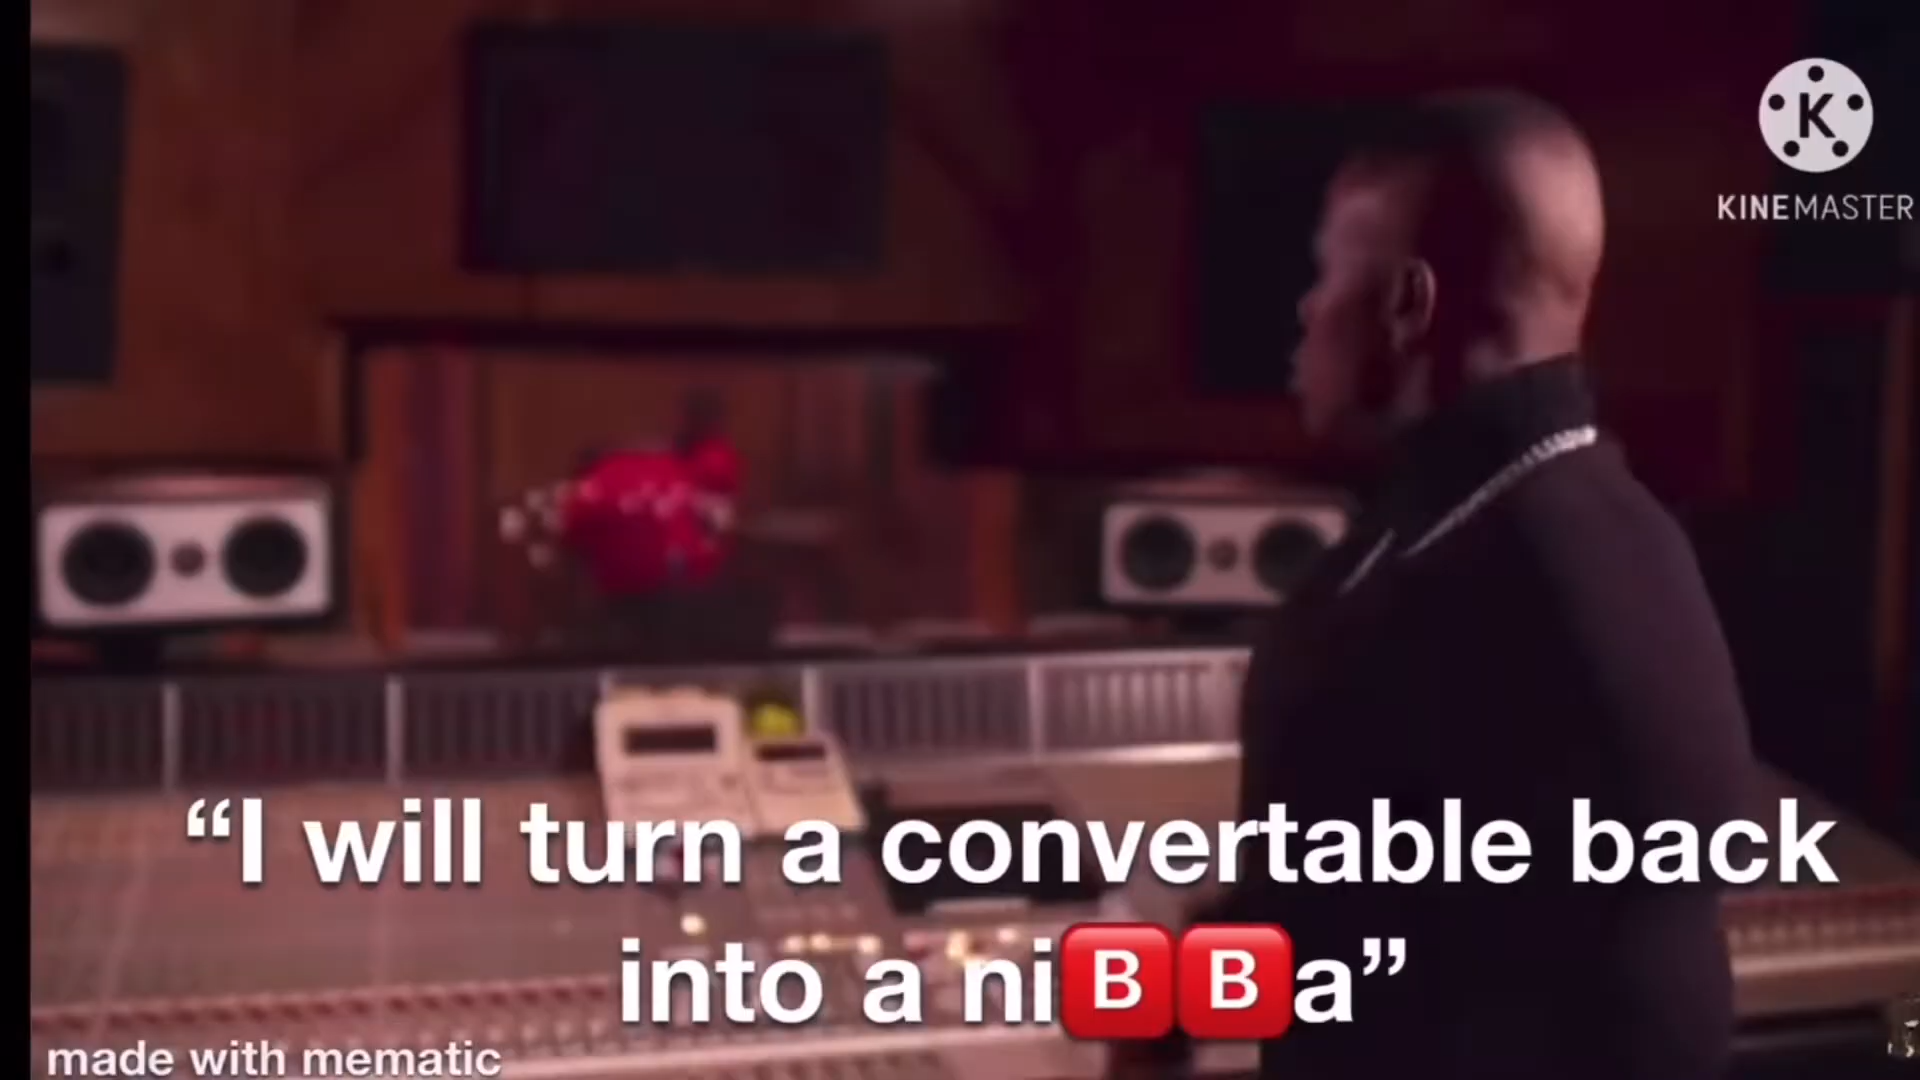 K
KINEMASTER
“I will turn a convertable back
into a ni🅱️🅱️a”
made with mematic